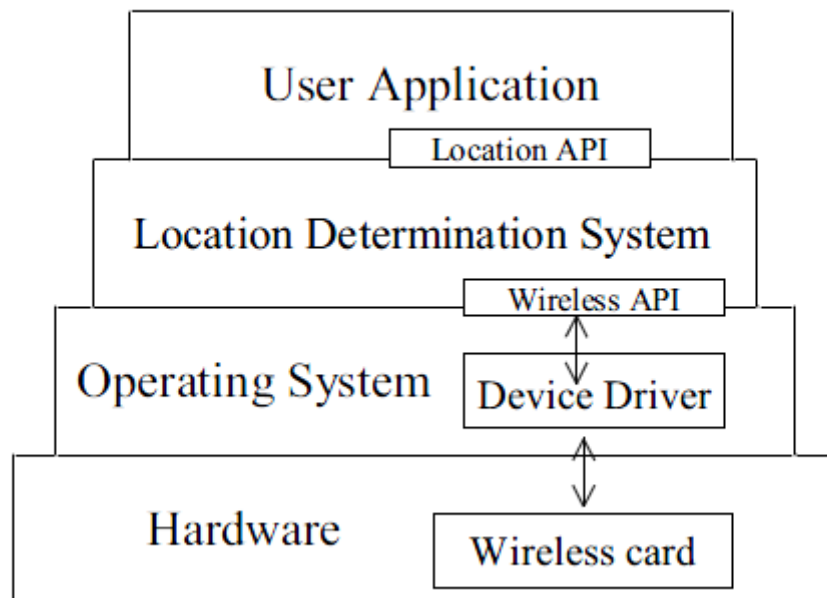 User Application
Location API
Location Determination System
Wireless API
Operating System
Device Driver
Hardware
Wireless card